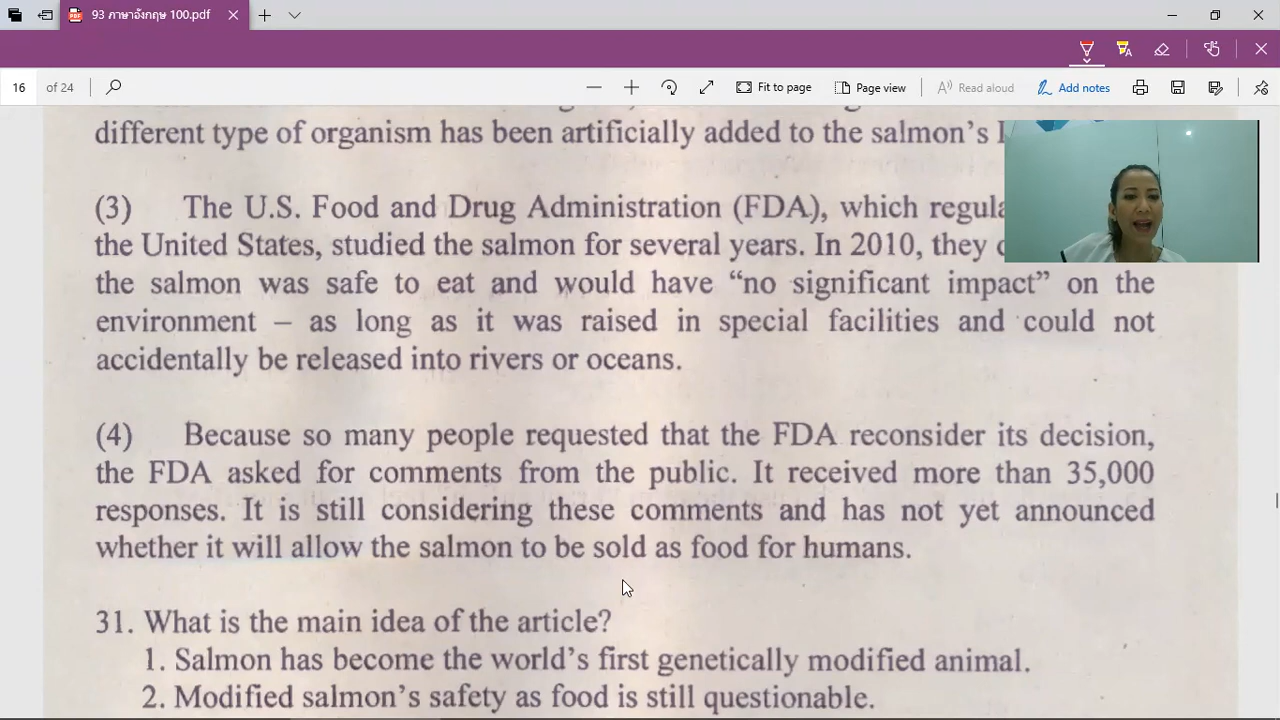 93 ภาษาอังกฤษ 100.pdf
16 of 24 Fit to page Page view Read aloud Add notes
different type of organism has been artificially added to the salmon's
(3) The U.S. Food and Drug Administration (FDA), which
the United States, studied the salmon for several years. In 2010, they
the salmon was safe to eat and would have “no significant impact” on the
environment – as long as it was raised in special facilities and could not
accidentally be released into rivers or oceans.
(4) Because so many people requested that the FDA reconsider its decision,
the FDA asked for comments from the public. It received more than 35,000
responses. It is still considering these comments and has not yet announced
whether it will allow the salmon to be sold as food for humans.
31. What is the main idea of the article?
1. Salmon has become the world's first genetically modified animal.
2. Modified salmon's safety as food is still questionable.